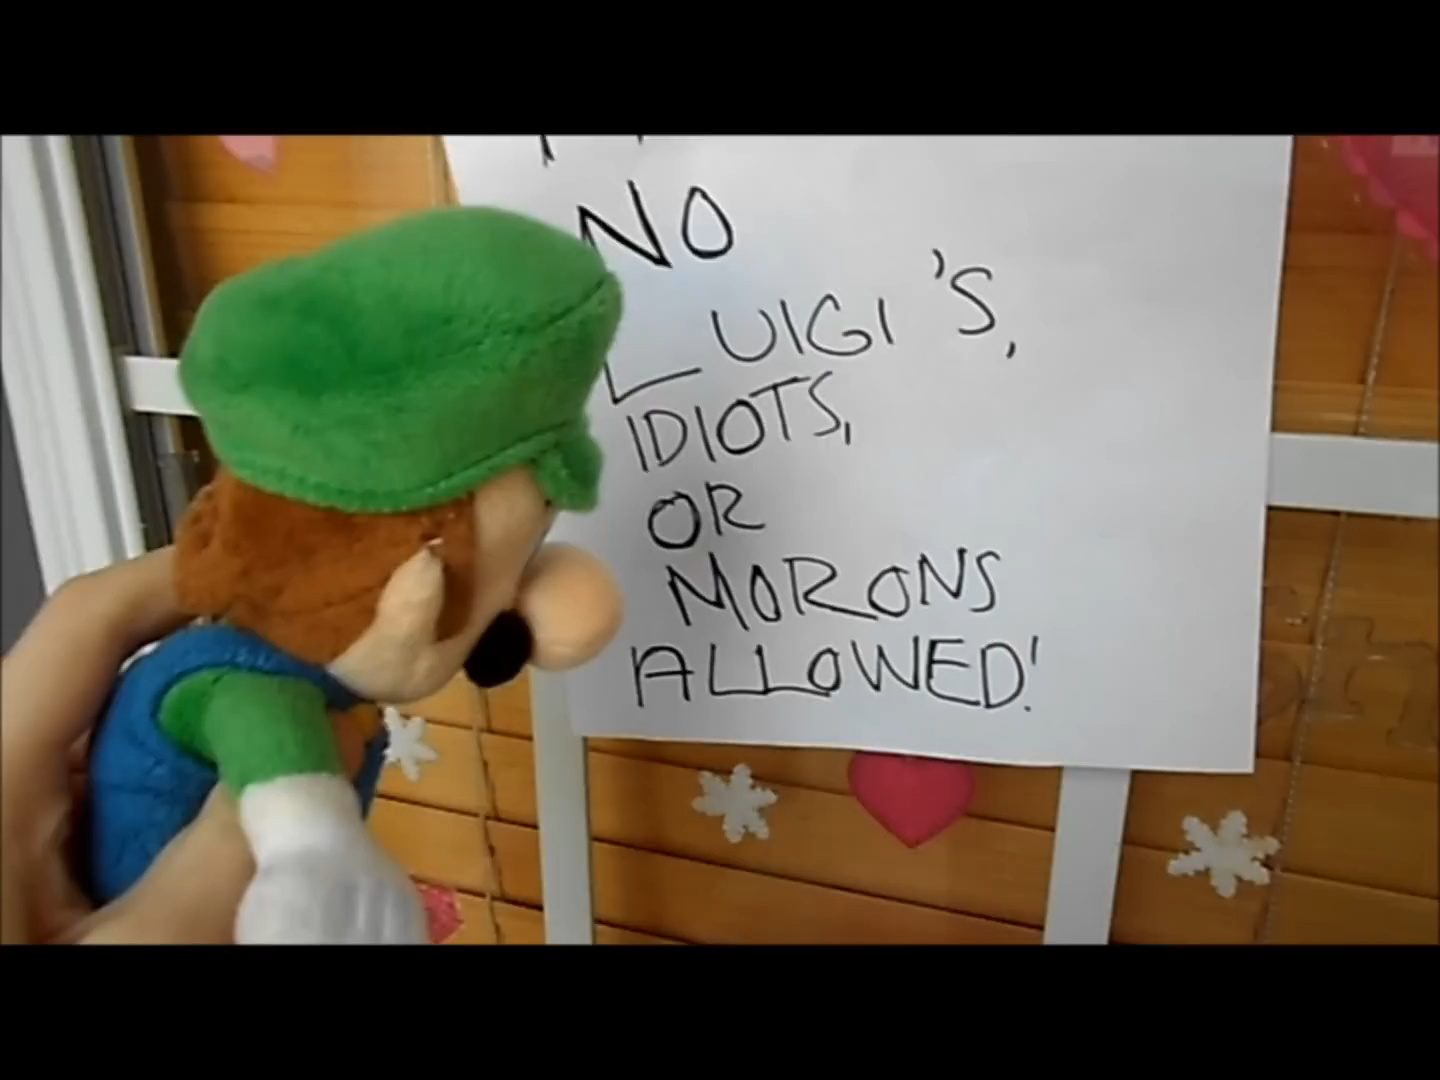 NO
LUIGI'S,
IDIOTS,
OR
MORONS
ALLOWED!